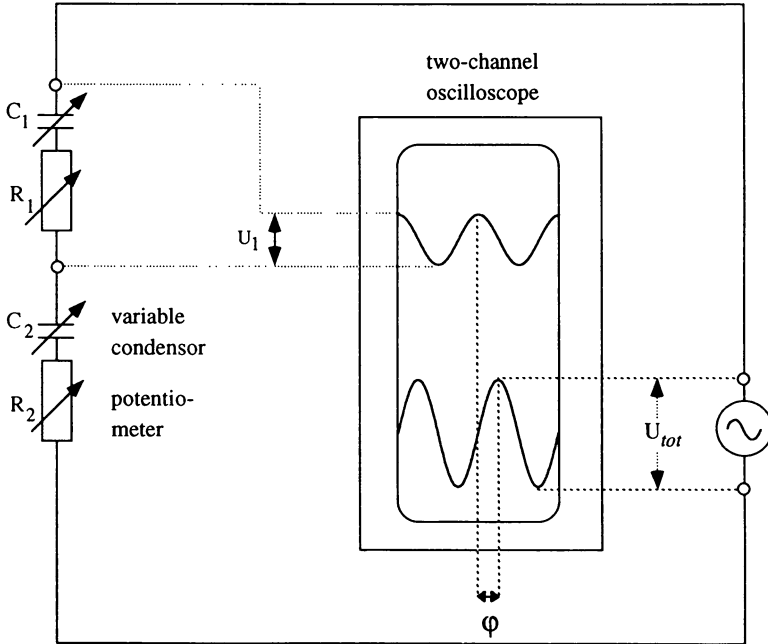 two-channel
oscilloscope
C1
R1
U1
C2
variable
condensor
R2
potentio-
meter
Utot
φ